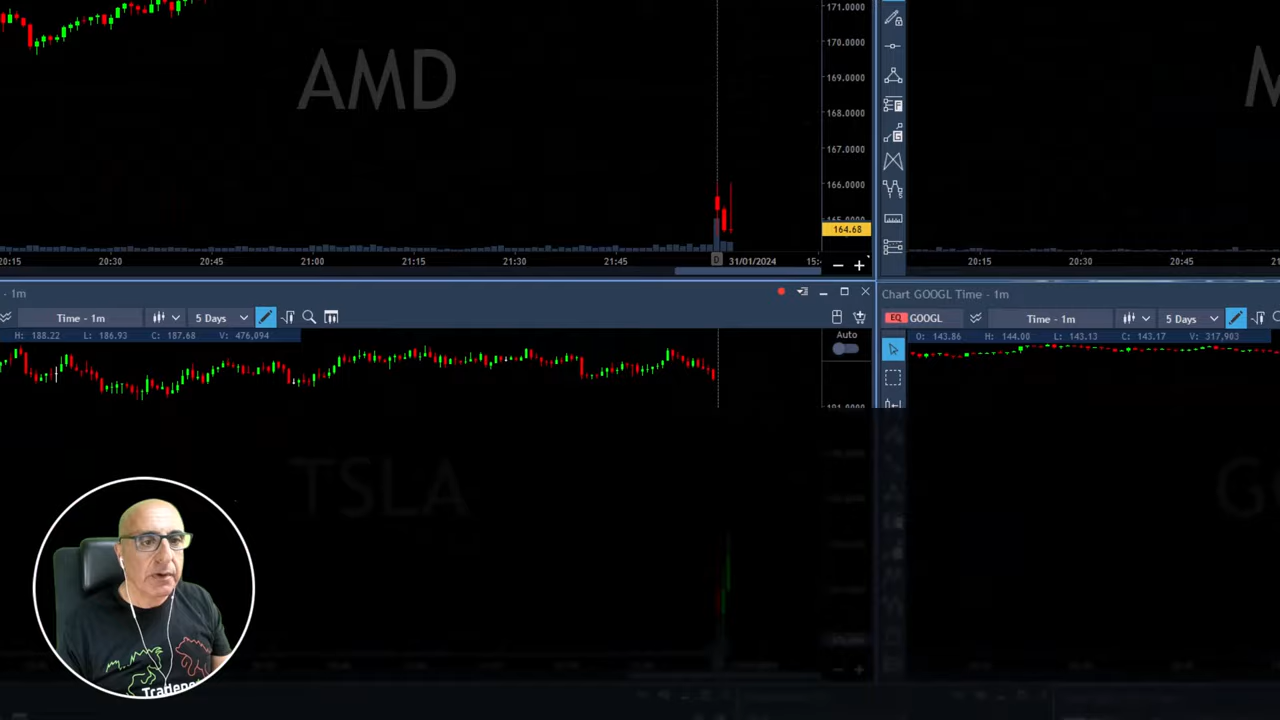 171.0000
170.0000
AMD
169.0000
168.0000
167.0000
166.0000
164.68
20:15 20:30 20:45 21:00 21:15 21:30 21:45 D 31/01/2024 15:
20:15 20:30 20:45
- 1m
Chart GOOGL Time - 1m
Time - 1m 5 Days
EQ GOOGL Time - 1m 5 Days
H: 188.22 L: 186.93 C: 187.68 V: 476,094
Auto
O: 143.86 H: 144.00 L: 143.13 C: 143.17 V: 317,903
TSLA
G